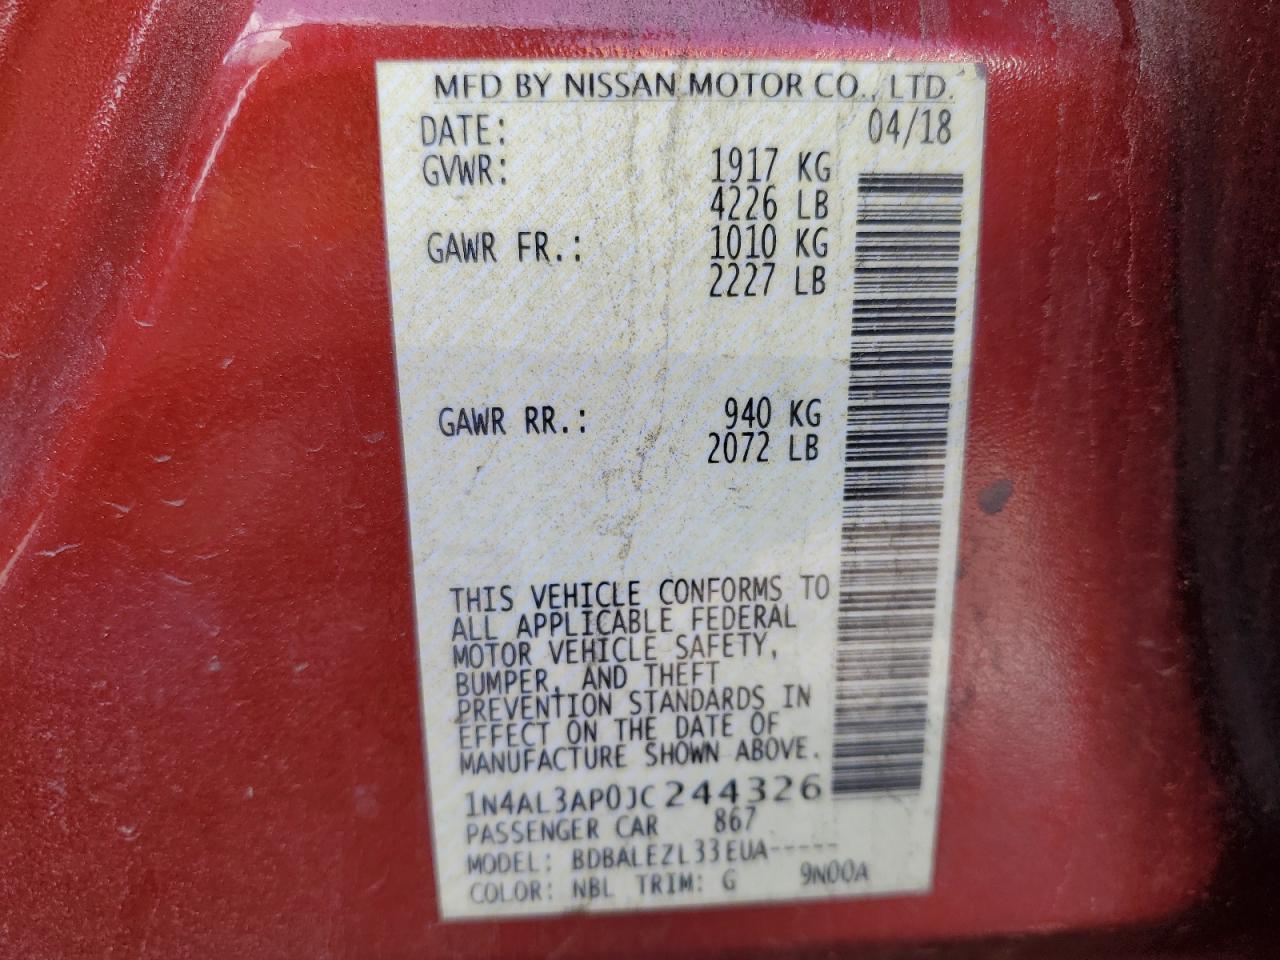 MFD BY NISSAN MOTOR CO., LTD.
DATE: 04/18
GVWR: 1917 KG
4226 LB
GAWR FR.: 1010 KG
2227 LB
GAWR RR.: 940 KG
2072 LB
THIS VEHICLE CONFORMS TO
ALL APPLICABLE FEDERAL
MOTOR VEHICLE SAFETY,
BUMPER, AND THEFT
PREVENTION STANDARDS IN
EFFECT ON THE DATE OF
MANUFACTURE SHOWN ABOVE.
1N4AL3AP0JC244326
PASSENGER CAR 867
MODEL: BDBALEZL33EUA-----
COLOR: NBL TRIM: G 9N00A